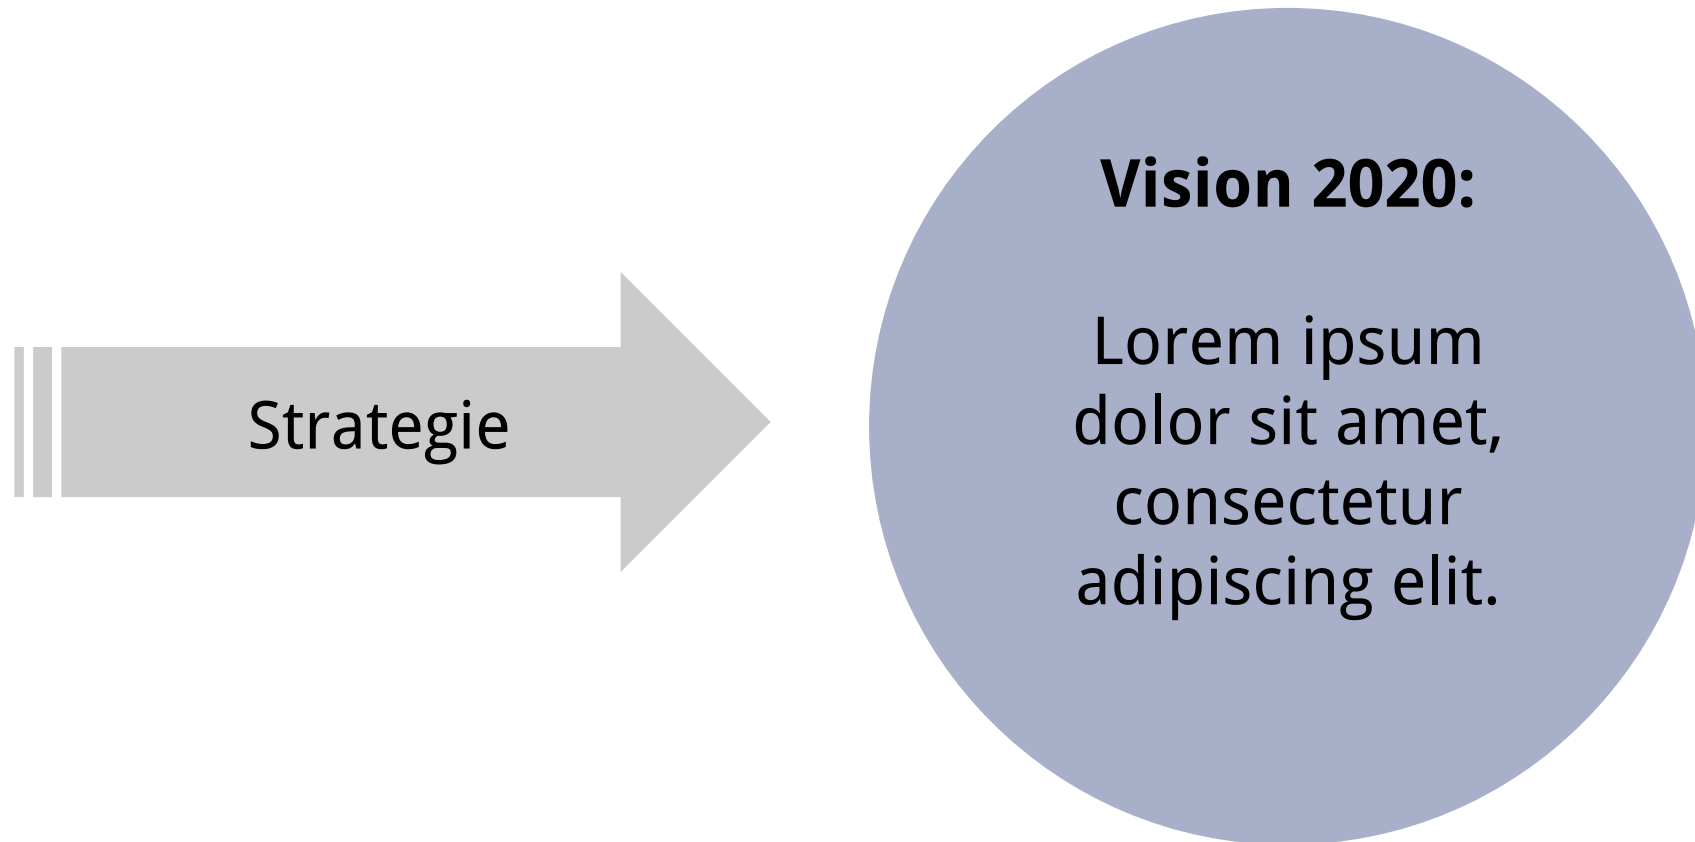 Strategie
Vision 2020:
Lorem ipsum
dolor sit amet,
consectetur
adipiscing elit.